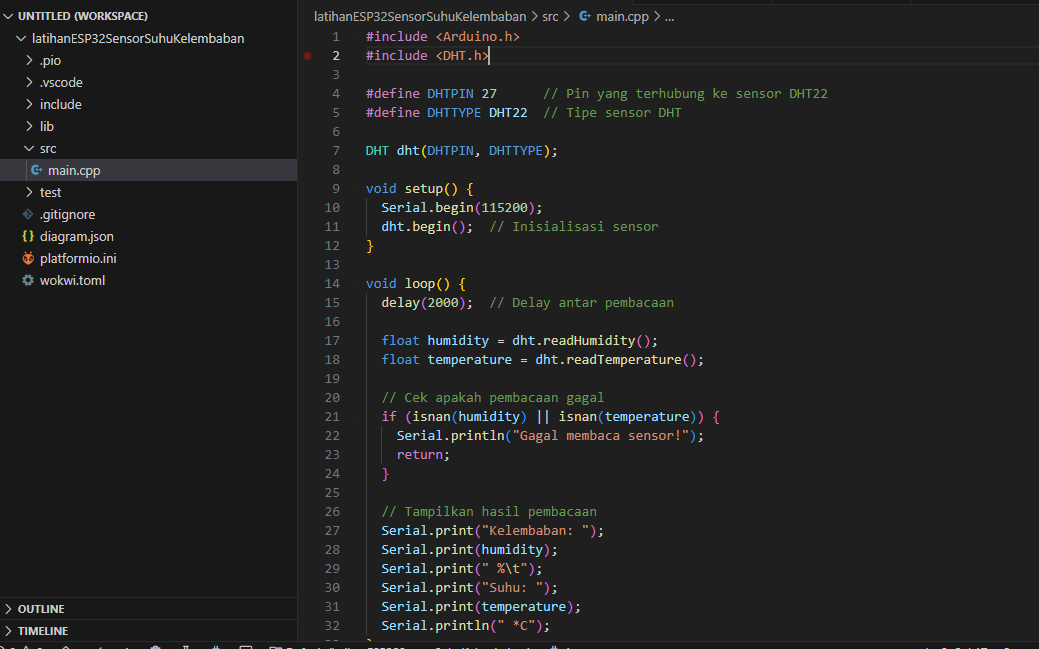 UNTITLED (WORKSPACE)
latihanESP32SensorSuhuKelembaban
.pio
.vscode
include
lib
src
main.cpp
test
.gitignore
diagram.json
platformio.ini
wokwi.toml
OUTLINE
TIMELINE
latihanESP32SensorSuhuKelembaban > src > main.cpp > ...
1 #include <Arduino.h>
2 #include <DHT.h>
3
4 #define DHTPIN 27 // Pin yang terhubung ke sensor DHT22
5 #define DHTTYPE DHT22 // Tipe sensor DHT
6
7 DHT dht(DHTPIN, DHTTYPE);
8
9 void setup() {
10 Serial.begin(115200);
11 dht.begin(); // Inisialisasi sensor
12 }
13
14 void loop() {
15 delay(2000); // Delay antar pembacaan
16
17 float humidity = dht.readHumidity();
18 float temperature = dht.readTemperature();
19
20 // Cek apakah pembacaan gagal
21 if (isnan(humidity) || isnan(temperature)) {
22 Serial.println("Gagal membaca sensor!");
23 return;
24 }
25
26 // Tampilkan hasil pembacaan
27 Serial.print("Kelembaban: ");
28 Serial.print(humidity);
29 Serial.print(" %\t");
30 Serial.print("Suhu: ");
31 Serial.print(temperature);
32 Serial.println(" *C");